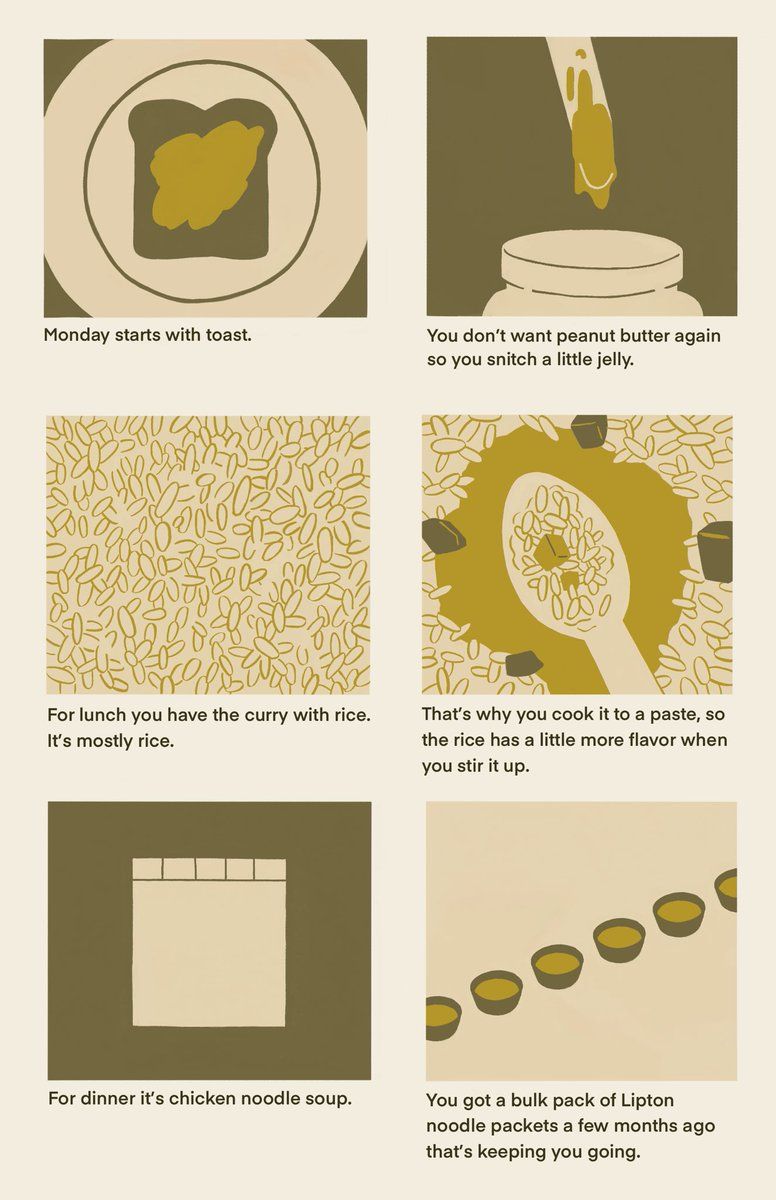 Monday starts with toast.
You don't want peanut butter again
so you snitch a little jelly.
For lunch you have the curry with rice.
It's mostly rice.
That's why you cook it to a paste, so
the rice has a little more flavor when
you stir it up.
For dinner it's chicken noodle soup.
You got a bulk pack of Lipton
noodle packets a few months ago
that's keeping you going.